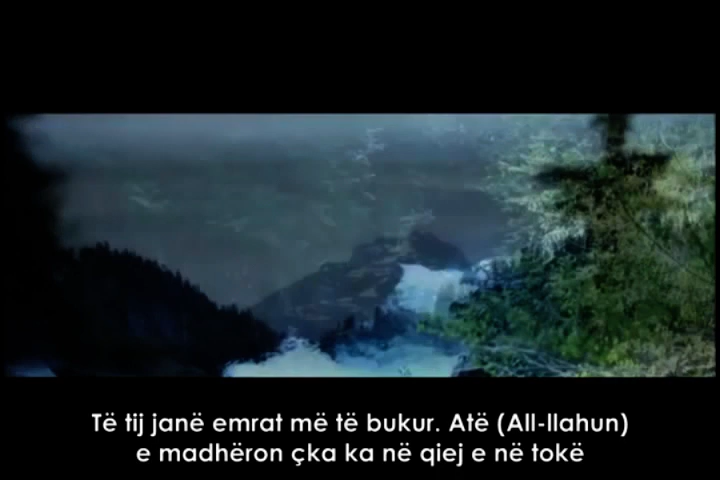 Të tij janë emrat më të bukur. Atë (All-llahun)
e madhëron çka ka në qiej e në tokë